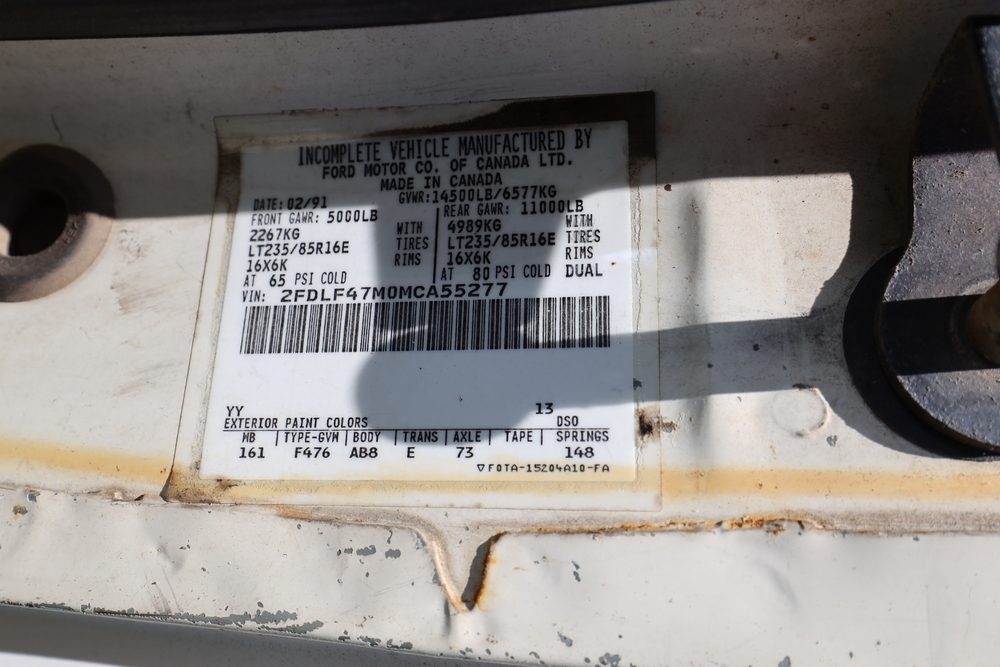 INCOMPLETE VEHICLE MANUFACTURED BY
FORD MOTOR CO. OF CANADA LTD.
MADE IN CANADA
DATE: 02/91 GVWR: 14500LB/6577KG
FRONT GAWR: 5000LB REAR GAWR: 11000LB
2267KG WITH 4989KG WITH
LT235/85R16E TIRES LT235/85R16E TIRES
16X6K RIMS 16X6K RIMS
AT 65 PSI COLD AT 80 PSI COLD DUAL
VIN: 2FDLF47M0MCA55277
YY 13
EXTERIOR PAINT COLORS DSO
WB TYPE-GVW BODY TRANS AXLE TAPE SPRINGS
161 F476 AB8 E 73 148
F0TA-15204A10-FA